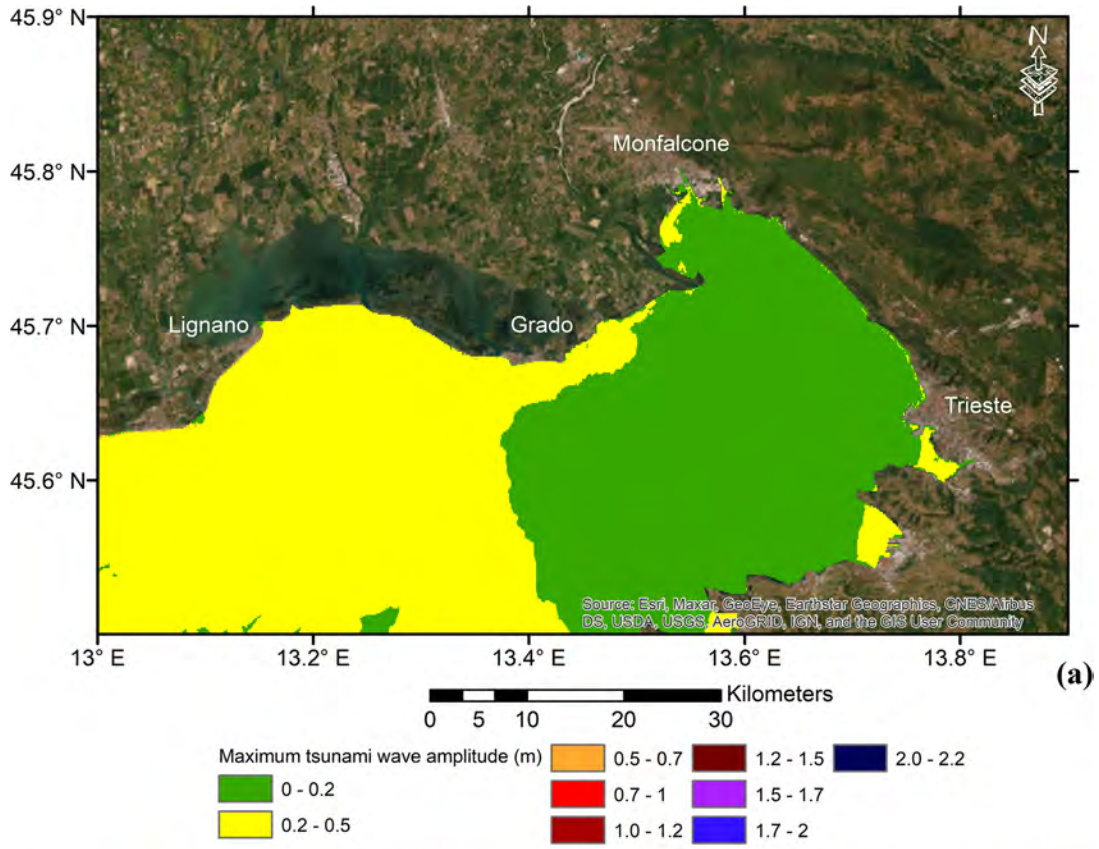 45.9° N
N
Monfalcone
45.8° N
45.7° N
Lignano
Grado
Trieste
45.6° N
Source: Esri, Maxar, GeoEye, Earthstar Geographics, CNES/Airbus
DS, USDA, USGS, AeroGRID, IGN, and the GIS User Community
13° E
13.2° E
13.4° E
13.6° E
13.8° E
(a)
Kilometers
0 5 10 20 30
Maximum tsunami wave amplitude (m)
0 - 0.2
0.2 - 0.5
0.5 - 0.7
0.7 - 1
1.0 - 1.2
1.2 - 1.5
1.5 - 1.7
1.7 - 2
2.0 - 2.2